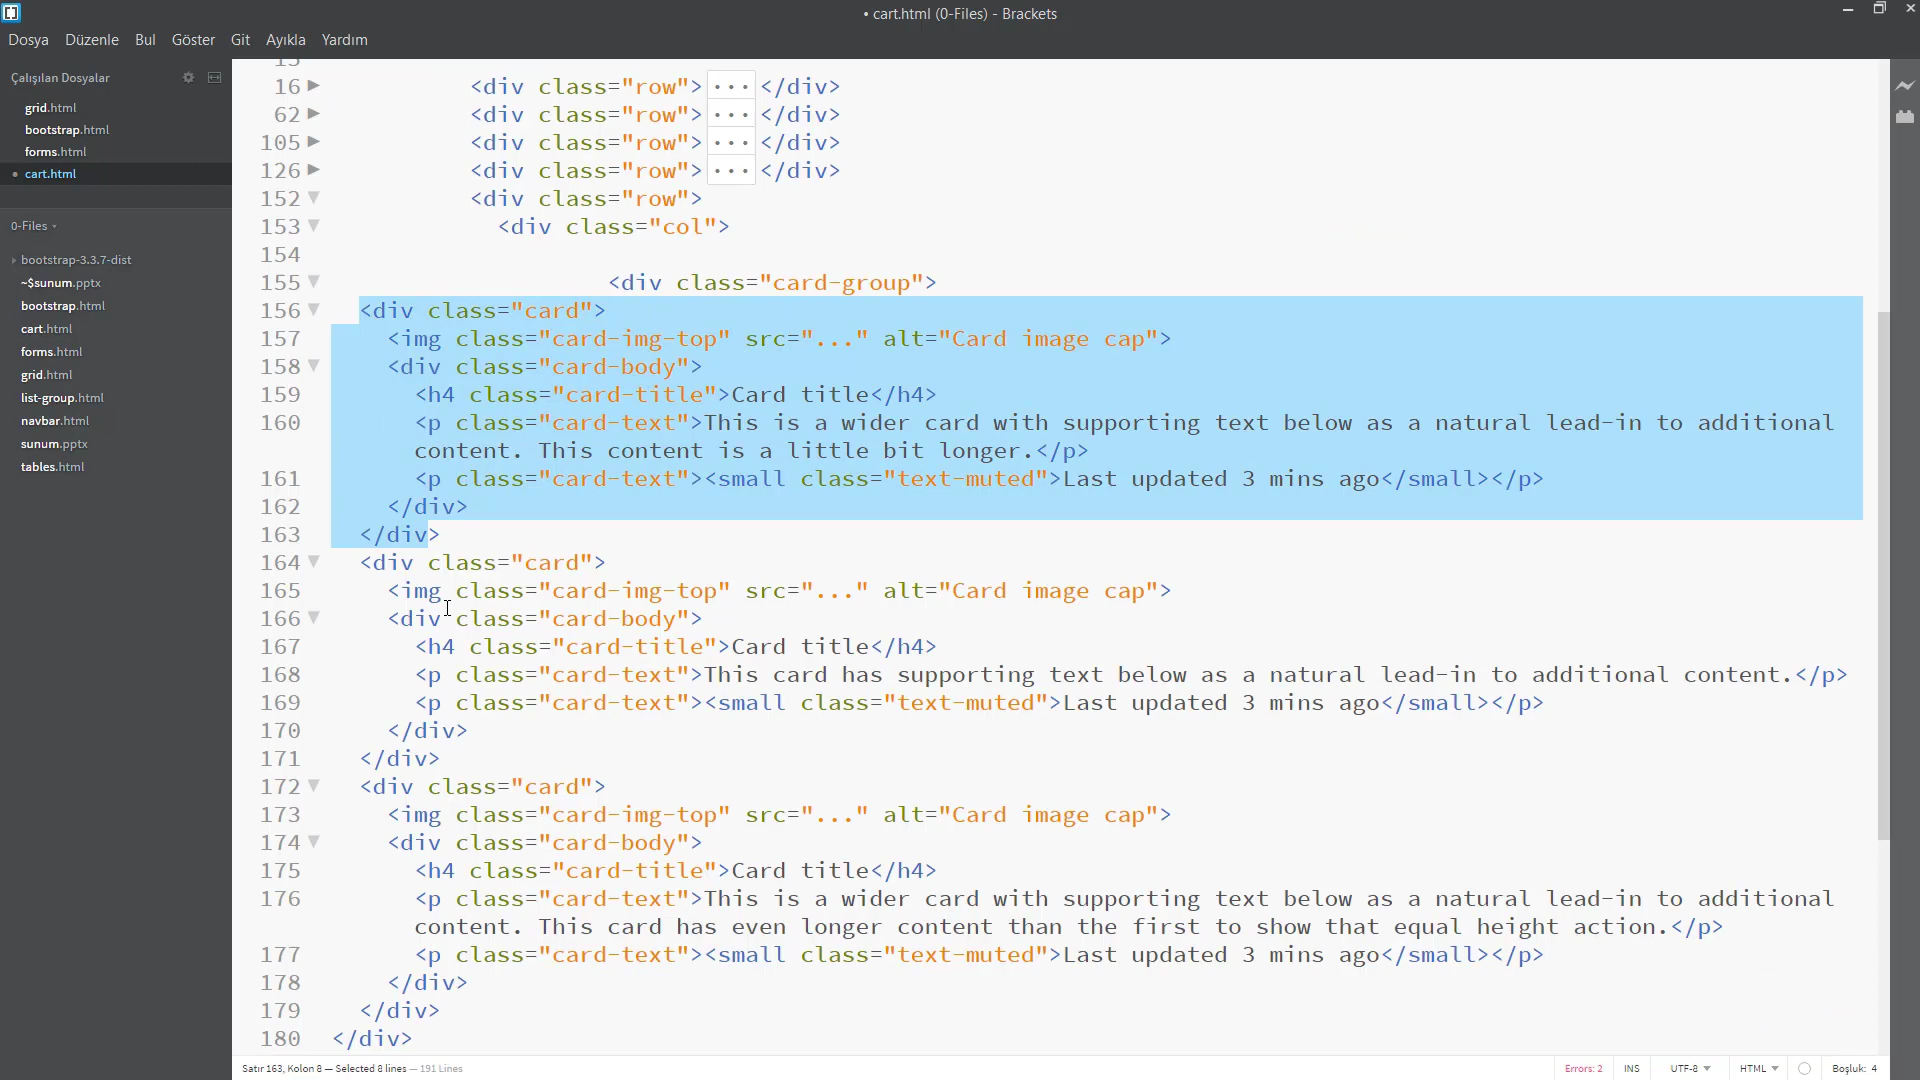 • cart.html (0-Files) - Brackets
Dosya Düzenle Bul Göster Git Ayıkla Yardım
Çalışılan Dosyalar
grid.html
bootstrap.html
forms.html
• cart.html
0-Files
bootstrap-3.3.7-dist
~$sunum.pptx
bootstrap.html
cart.html
forms.html
grid.html
list-group.html
navbar.html
sunum.pptx
tables.html
15
16 <div class="row"> ... </div>
62 <div class="row"> ... </div>
105 <div class="row"> ... </div>
126 <div class="row"> ... </div>
152 <div class="row">
153 <div class="col">
154
155 <div class="card-group">
156 <div class="card">
157 <img class="card-img-top" src="..." alt="Card image cap">
158 <div class="card-body">
159 <h4 class="card-title">Card title</h4>
160 <p class="card-text">This is a wider card with supporting text below as a natural lead-in to additional
content. This content is a little bit longer.</p>
161 <p class="card-text"><small class="text-muted">Last updated 3 mins ago</small></p>
162 </div>
163 </div>
164 <div class="card">
165 <img class="card-img-top" src="..." alt="Card image cap">
166 <div class="card-body">
167 <h4 class="card-title">Card title</h4>
168 <p class="card-text">This card has supporting text below as a natural lead-in to additional content.</p>
169 <p class="card-text"><small class="text-muted">Last updated 3 mins ago</small></p>
170 </div>
171 </div>
172 <div class="card">
173 <img class="card-img-top" src="..." alt="Card image cap">
174 <div class="card-body">
175 <h4 class="card-title">Card title</h4>
176 <p class="card-text">This is a wider card with supporting text below as a natural lead-in to additional
content. This card has even longer content than the first to show that equal height action.</p>
177 <p class="card-text"><small class="text-muted">Last updated 3 mins ago</small></p>
178 </div>
179 </div>
180 </div>
Satır 163, Kolon 8 — Selected 8 lines — 191 Lines
Errors: 2 INS UTF-8 HTML Boşluk: 4